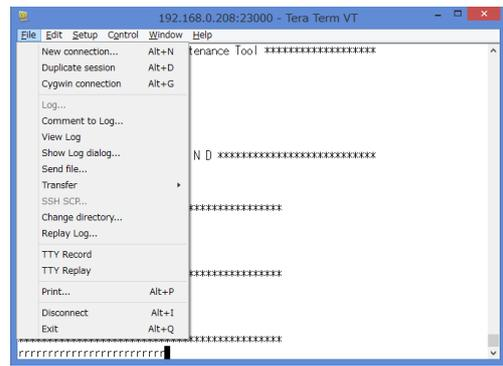 192.168.0.208:23000 - Tera Term VT
File Edit Setup Control Window Help
New connection... Alt+N
tenance Tool *******************
Duplicate session Alt+D
Cygwin connection Alt+G
Log...
Comment to Log...
View Log
Show Log dialog...
N D ***************************
Send file...
Transfer
SSH SCP...
****************
Change directory...
Replay Log...
TTY Record
TTY Replay
****************
Print... Alt+P
Disconnect Alt+I
Exit Alt+Q
********************************************
rrrrrrrrrrrrrrrrrrrrrrrrr